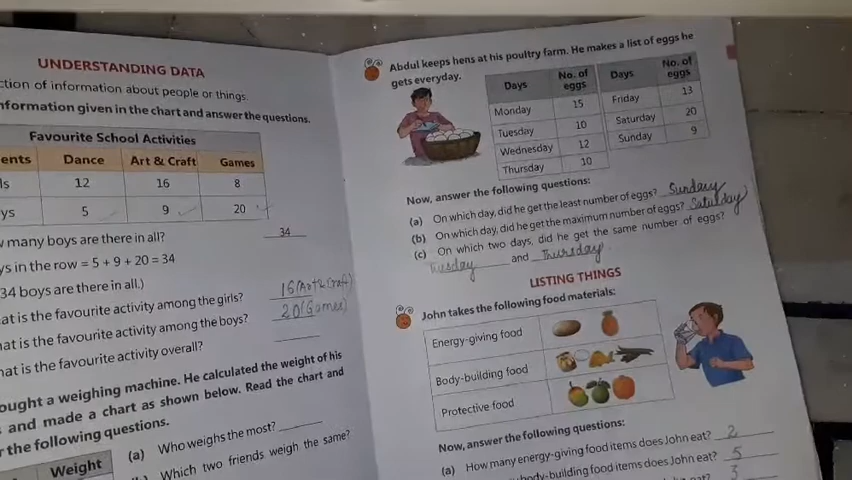 UNDERSTANDING DATA
ction of information about people or things.
nformation given in the chart and answer the questions.
Favourite School Activities
ents Dance Art & Craft Games
ls 12 16 8
ys 5 9 20
w many boys are there in all? 34
ys in the row = 5 + 9 + 20 = 34
34 boys are there in all.)
at is the favourite activity among the girls? 16 (Art & Craft)
hat is the favourite activity among the boys? 20 (Games)
hat is the favourite activity overall?
ought a weighing machine. He calculated the weight of his
and made a chart as shown below. Read the chart and
r the following questions.
Weight
(a) Who weighs the most?
Which two friends weigh the same?
Abdul keeps hens at his poultry farm. He makes a list of eggs he
gets everyday.
Days No. of eggs Days No. of eggs
Monday 15 Friday 13
Tuesday 10 Saturday 20
Wednesday 12 Sunday 9
Thursday 10
Now, answer the following questions:
(a) On which day, did he get the least number of eggs? Sunday
(b) On which day, did he get the maximum number of eggs? Saturday
(c) On which two days, did he get the same number of eggs?
Tuesday and Thursday
LISTING THINGS
John takes the following food materials:
Energy-giving food
Body-building food
Protective food
Now, answer the following questions:
(a) How many energy-giving food items does John eat? 2
body-building food items does John eat? 5
eat? 3